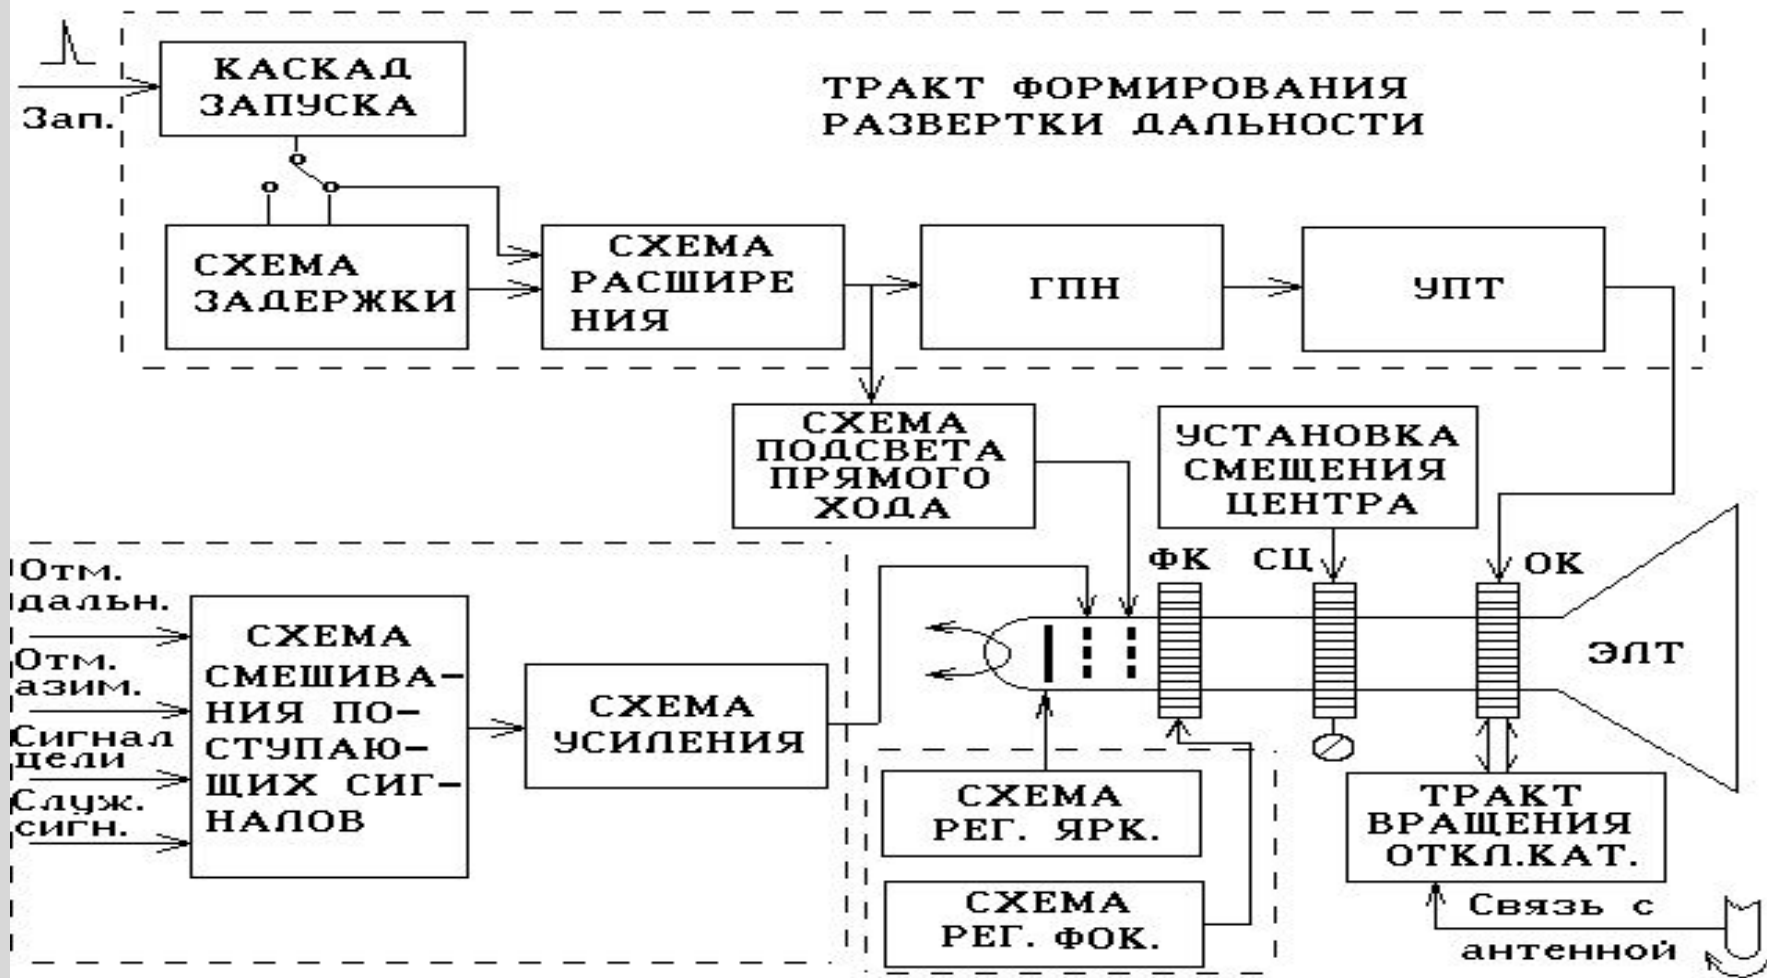 КАСКАД
ЗАПУСКА
Зап.
ТРАКТ ФОРМИРОВАНИЯ
РАЗВЕРТКИ ДАЛЬНОСТИ
СХЕМА
ЗАДЕРЖКИ
СХЕМА
РАСШИРЕ
НИЯ
ГПН
УПТ
СХЕМА
ПОДСВЕТА
ПРЯМОГО
ХОДА
УСТАНОВКА
СМЕЩЕНИЯ
ЦЕНТРА
ФК
СЦ
ОК
ЭЛТ
Отм.
дальн.
Отм.
азим.
Сигнал
цели
Служ.
сигн.
СХЕМА
СМЕШИВА-
НИЯ ПО-
СТУПАЮ-
ЩИХ СИГ-
НАЛОВ
СХЕМА
УСИЛЕНИЯ
СХЕМА
РЕГ. ЯРК.
СХЕМА
РЕГ. ФОК.
ТРАКТ
ВРАЩЕНИЯ
ОТКЛ.КАТ.
Связь с
антенной